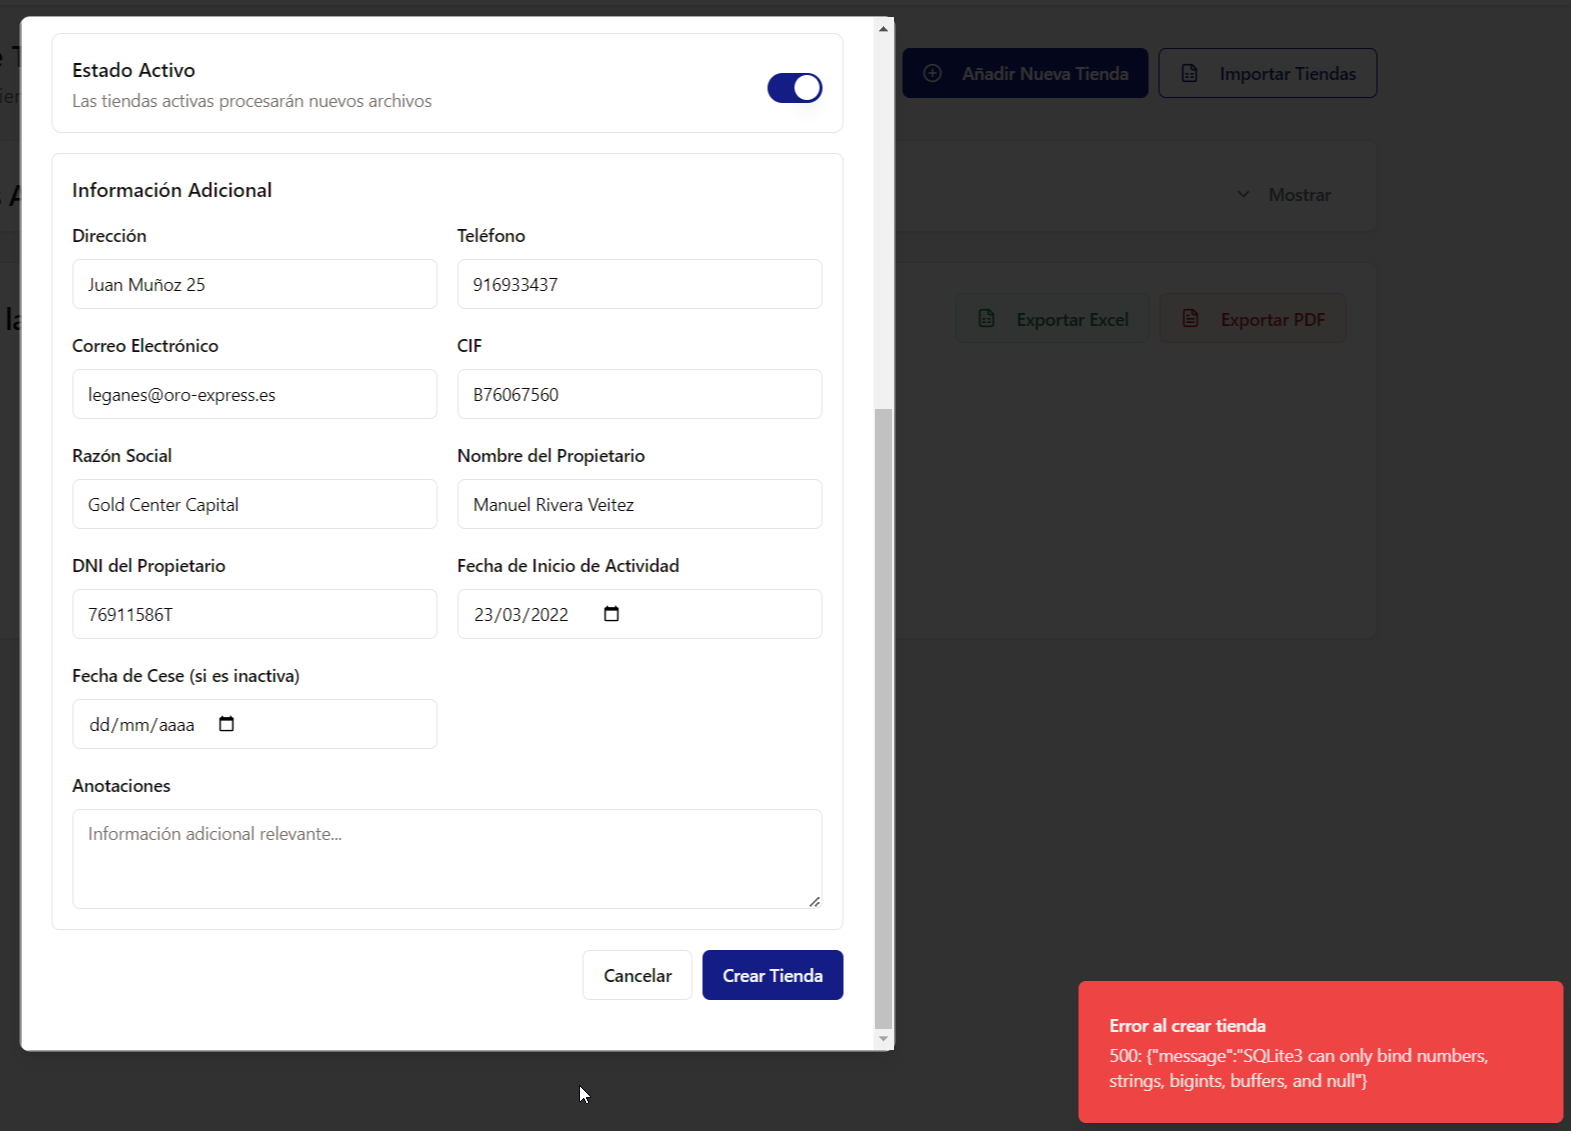 Estado Activo
Las tiendas activas procesarán nuevos archivos
Añadir Nueva Tienda
Importar Tiendas
Información Adicional
Mostrar
Dirección
Teléfono
Juan Muñoz 25
916933437
Exportar Excel
Exportar PDF
Correo Electrónico
CIF
leganes@oro-express.es
B76067560
Razón Social
Nombre del Propietario
Gold Center Capital
Manuel Rivera Veitez
DNI del Propietario
Fecha de Inicio de Actividad
76911586T
23/03/2022
Fecha de Cese (si es inactiva)
dd/mm/aaaa
Anotaciones
Información adicional relevante...
Cancelar
Crear Tienda
Error al crear tienda
500: {"message":"SQLite3 can only bind numbers,
strings, bigints, buffers, and null"}